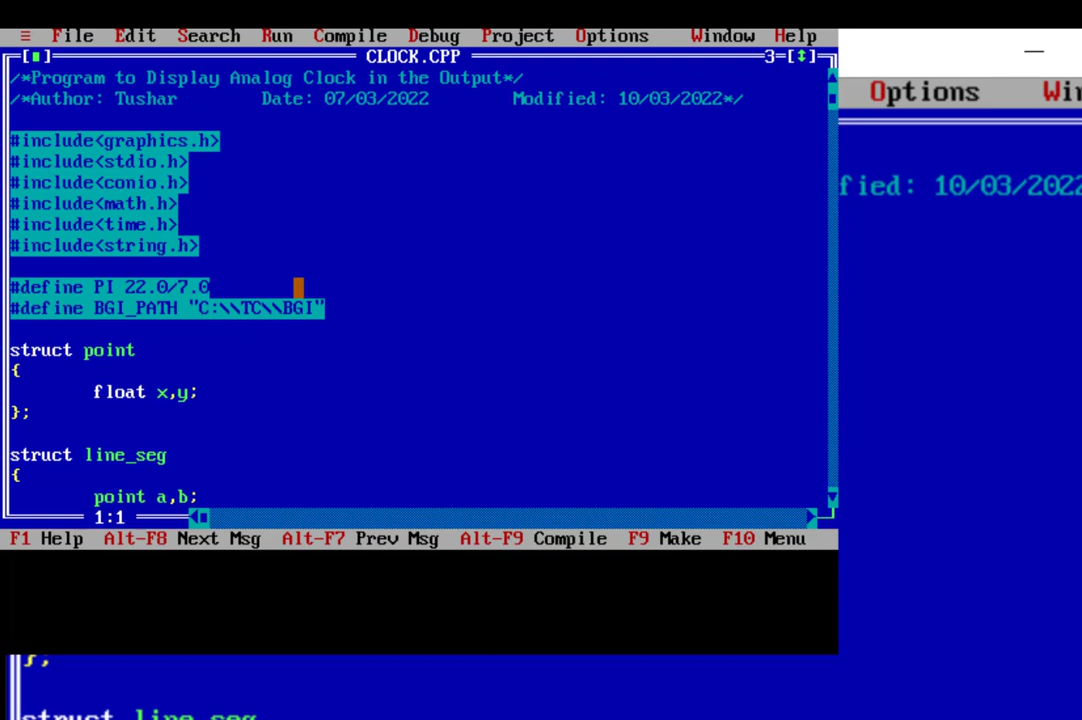 ≡ File Edit Search Run Compile Debug Project Options Window Help
CLOCK.CPP 3=[↕]
/*Program to Display Analog Clock in the Output*/
/*Author: Tushar Date: 07/03/2022 Modified: 10/03/2022*/
#include<graphics.h>
#include<stdio.h>
#include<conio.h>
#include<math.h>
#include<time.h>
#include<string.h>
#define PI 22.0/7.0
#define BGI_PATH "C:\\TC\\BGI"
struct point
{
float x,y;
};
struct line_seg
{
point a,b;
1:1
F1 Help Alt-F8 Next Msg Alt-F7 Prev Msg Alt-F9 Compile F9 Make F10 Menu
Options Win
fied: 10/03/2022
};
struct line_seg